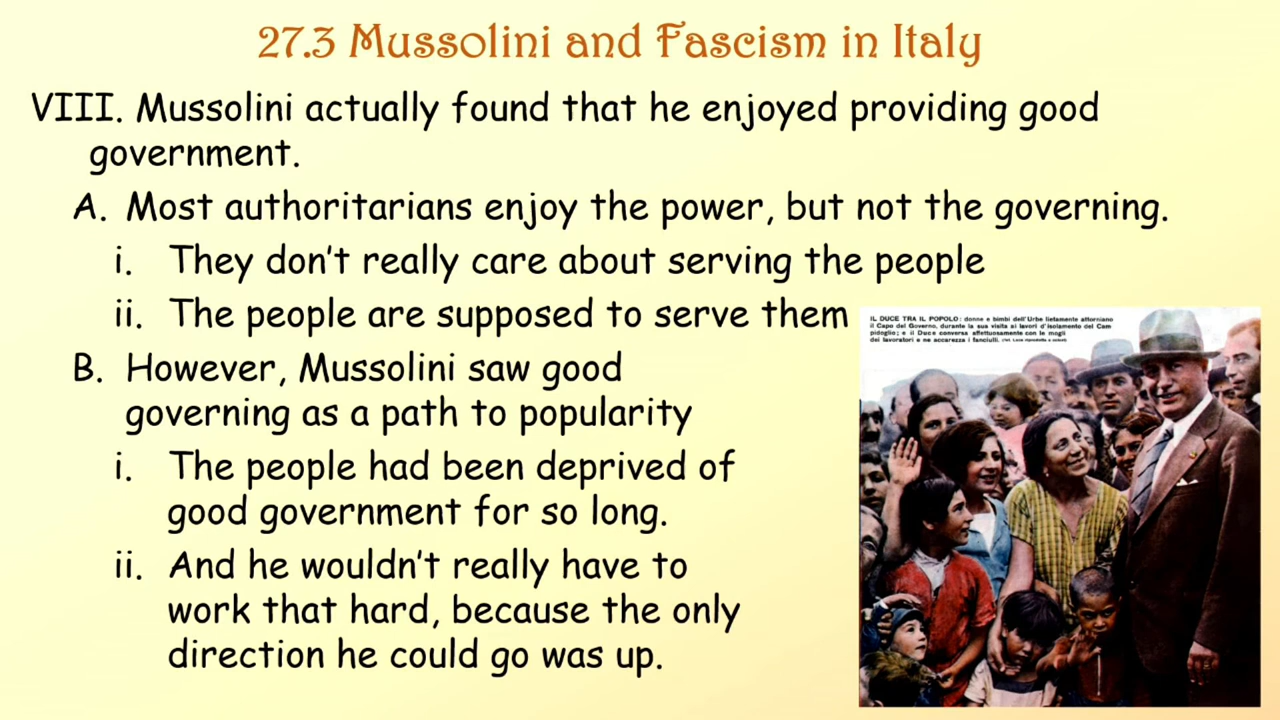 27.3 Mussolini and Fascism in Italy
VIII. Mussolini actually found that he enjoyed providing good
government.
A. Most authoritarians enjoy the power, but not the governing.
i. They don't really care about serving the people
ii. The people are supposed to serve them
IL DUCE TRA IL POPOLO: donne e bimbi dell'Urbe lietamente attorniano
il Capo del Governo, durante la sua visita ai lavori d'isolamento del Cam
pidoglio; e il Duce conversa affettuosamente con le mogli
dei lavoratori e ne accarezza i fanciulli.
B. However, Mussolini saw good
governing as a path to popularity
i. The people had been deprived of
good government for so long.
ii. And he wouldn't really have to
work that hard, because the only
direction he could go was up.